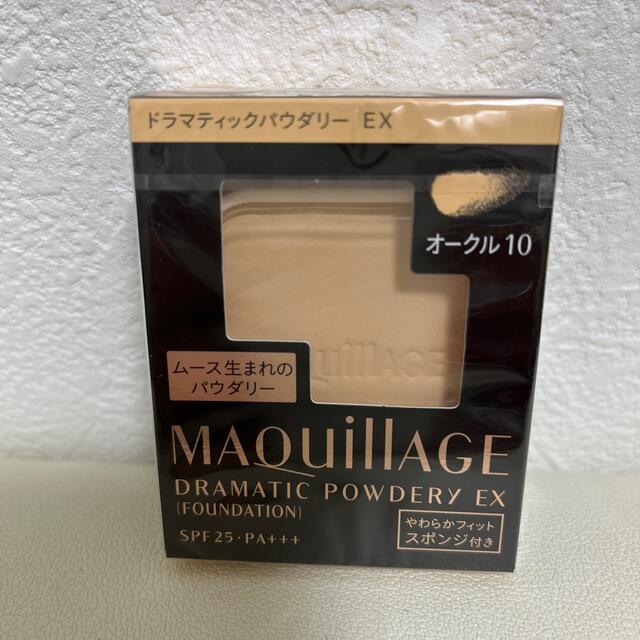 ドラマティックパウダリー EX
オークル10
quillAGE
ムース生まれの
パウダリー
MAQuillAGE
DRAMATIC POWDERY EX
(FOUNDATION)
SPF25・PA+++
やわらかフィット
スポンジ付き